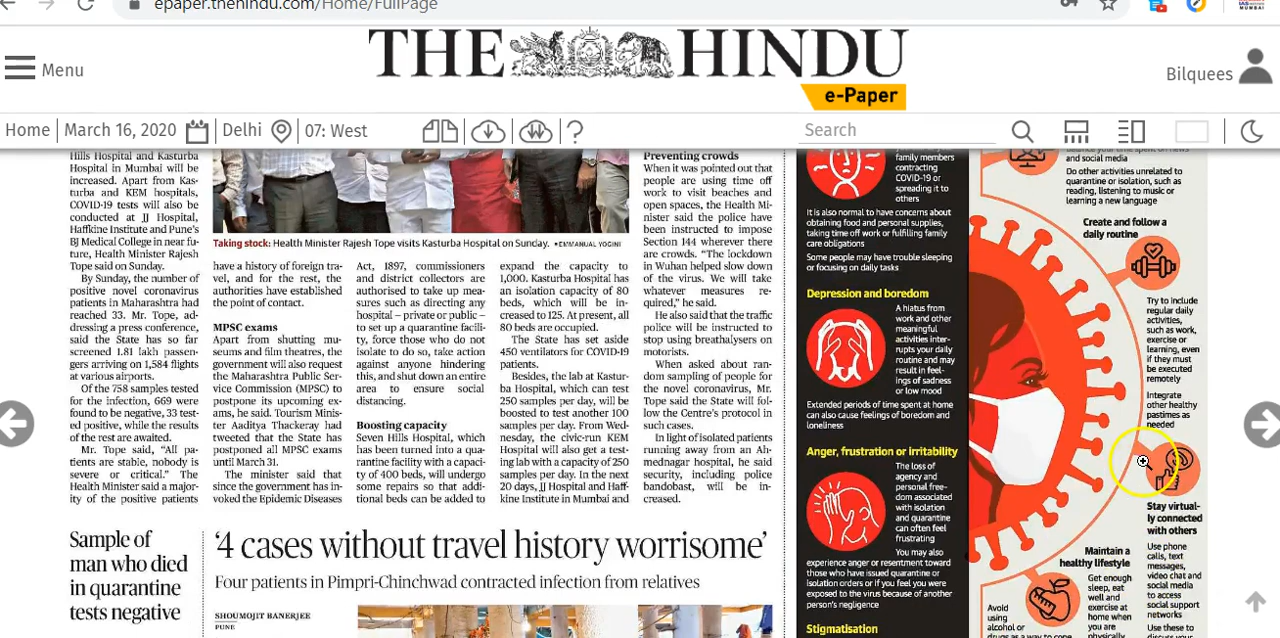 epaper.thehindu.com/Home/FullPage
THE HINDU
e-Paper
Menu
Bilquees
Home
March 16, 2020
Delhi
07: West
?
Search
Hills Hospital and Kasturba
Hospital in Mumbai will be
increased. Apart from Kas-
turba and KEM hospitals,
COVID-19 tests will also be
conducted at JJ Hospital,
Haffkine Institute and Pune's
BJ Medical College in near fu-
ture, Health Minister Rajesh
Tope said on Sunday.
By Sunday, the number of
positive novel coronavirus
patients in Maharashtra had
reached 33. Mr. Tope, ad-
dressing a press conference,
said the State has so far
screened 1.81 lakh passen-
gers arriving on 1,584 flights
at various airports.
Of the 758 samples tested
for the infection, 669 were
found to be negative, 33 test-
ed positive, while the results
of the rest are awaited.
Mr. Tope said, “All pa-
tients are stable, nobody is
severe or critical.” The
Health Minister said a major-
ity of the positive patients
Taking stock: Health Minister Rajesh Tope visits Kasturba Hospital on Sunday. •EMMANUAL YOGINI
have a history of foreign tra-
vel, and for the rest, the
authorities have established
the point of contact.
MPSC exams
Apart from shutting mu-
seums and film theatres, the
government will also request
the Maharashtra Public Ser-
vice Commission (MPSC) to
postpone its upcoming ex-
ams, he said. Tourism Minis-
ter Aaditya Thackeray had
tweeted that the State has
postponed all MPSC exams
until March 31.
The minister said that
since the government has in-
voked the Epidemic Diseases
Act, 1897, commissioners
and district collectors are
authorised to take up mea-
sures such as directing any
hospital – private or public –
to set up a quarantine facili-
ty, force those who do not
isolate to do so, take action
against anyone hindering
this, and shut down an entire
area to ensure social
distancing.
Boosting capacity
Seven Hills Hospital, which
has been turned into a qua-
rantine facility with a capaci-
ty of 400 beds, will undergo
some repairs so that addi-
tional beds can be added to
expand the capacity to
1,000. Kasturba Hospital has
an isolation capacity of 80
beds, which will be in-
creased to 125. At present, all
80 beds are occupied.
The State has set aside
450 ventilators for COVID-19
patients.
Besides, the lab at Kastur-
ba Hospital, which can test
250 samples per day, will be
boosted to test another 100
samples per day. From Wed-
nesday, the civic-run KEM
Hospital will also get a test-
ing lab with a capacity of 250
samples per day. In the next
20 days, JJ Hospital and Haff-
kine Institute in Mumbai and
Preventing crowds
When it was pointed out that
people are using time off
work to visit beaches and
open spaces, the Health Mi-
nister said the police have
been instructed to impose
Section 144 wherever there
are crowds. “The lockdown
in Wuhan helped slow down
of the virus. We will take
whatever measures re-
quired,” he said.
He also said that the traffic
police will be instructed to
stop using breathalysers on
motorists.
When asked about ran-
dom sampling of people for
the novel coronavirus, Mr.
Tope said the State will fol-
low the Centre's protocol in
such cases.
In light of isolated patients
running away from an Ah-
mednagar hospital, he said
security, including police
bandobast, will be in-
creased.
Sample of
man who died
in quarantine
tests negative
‘4 cases without travel history worrisome’
Four patients in Pimpri-Chinchwad contracted infection from relatives
SHOUMOJIT BANERJEE
PUNE
family members
contracting
COVID-19 or
spreading it to
others
It is also normal to have concerns about
obtaining food and personal supplies,
taking time off work or fulfilling family
care obligations
Some people may have trouble sleeping
or focusing on daily tasks
Depression and boredom
A hiatus from
work and other
meaningful
activities inter-
rupts your daily
routine and may
result in feel-
ings of sadness
or low mood
Extended periods of time spent at home
can also cause feelings of boredom and
loneliness
Anger, frustration or irritability
The loss of
agency and
personal free-
dom associated
with isolation
and quarantine
can often feel
frustrating
You may also
experience anger or resentment toward
those who have issued quarantine or
isolation orders or if you feel you were
exposed to the virus because of another
person's negligence
Stigmatisation
and social media
Do other activities unrelated to
quarantine or isolation, such as
reading, listening to music or
learning a new language
Create and follow a
daily routine
Try to include
regular daily
activities,
such as work,
exercise or
learning, even
if they must
be executed
remotely
Integrate
other healthy
pastimes as
needed
Stay virtual-
ly connected
with others
Use phone
calls, text
messages,
video chat and
social media
to access
social support
networks
Use these to
Maintain a
healthy lifestyle
Get enough
sleep, eat
well and
exercise at
home when
you are
physically
Avoid
using
alcohol or